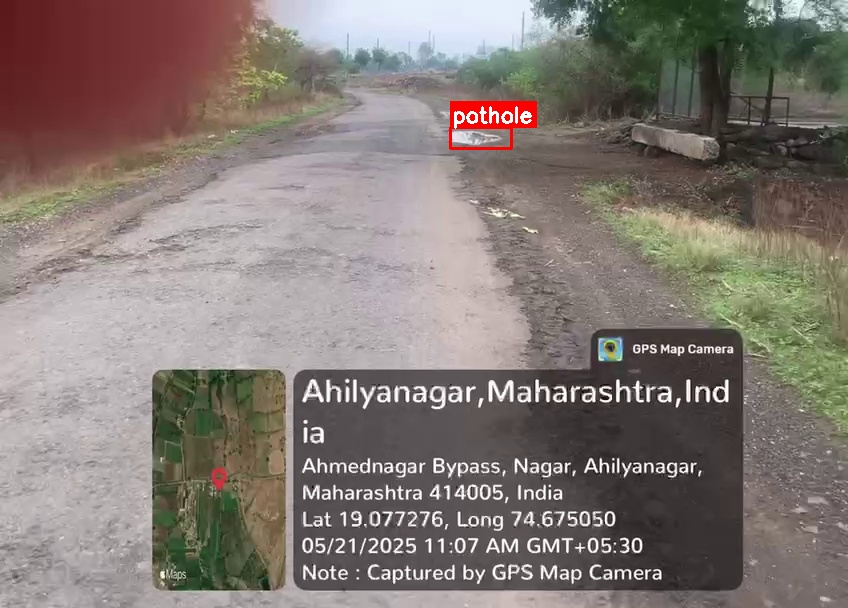 pothole
GPS Map Camera
Ahilyanagar,Maharashtra,Ind
ia
Ahmednagar Bypass, Nagar, Ahilyanagar,
Maharashtra 414005, India
Lat 19.077276, Long 74.675050
05/21/2025 11:07 AM GMT+05:30
Note : Captured by GPS Map Camera
Maps